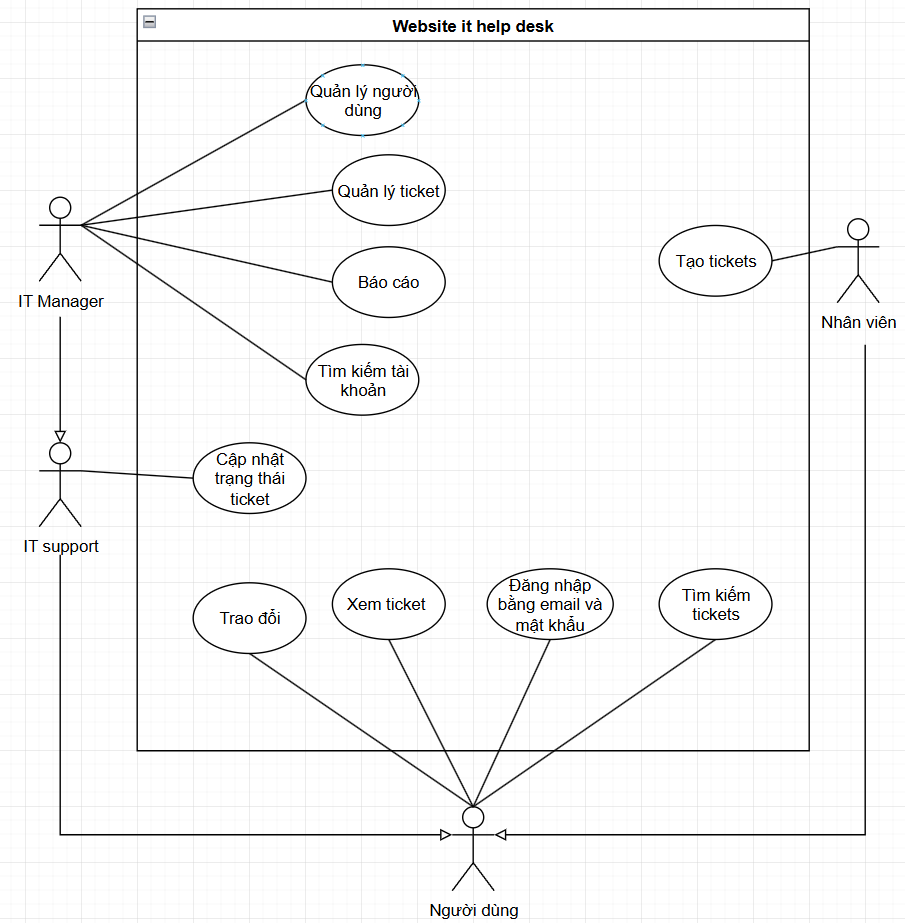 Website it help desk
Quản lý người
dùng
Quản lý ticket
Báo cáo
Tạo tickets
IT Manager
Nhân viên
Tìm kiếm tài
khoản
Cập nhật
trạng thái
ticket
IT support
Trao đổi
Xem ticket
Đăng nhập
bằng email và
mật khẩu
Tìm kiếm
tickets
Người dùng